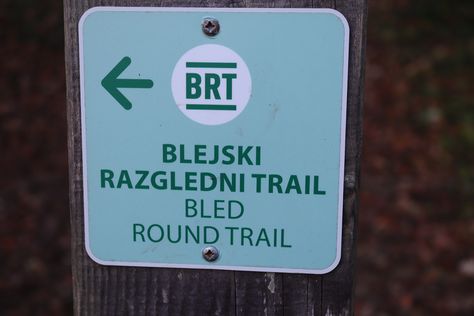 BRT
BLEJSKI
RAZGLEDNI TRAIL
BLED
ROUND TRAIL